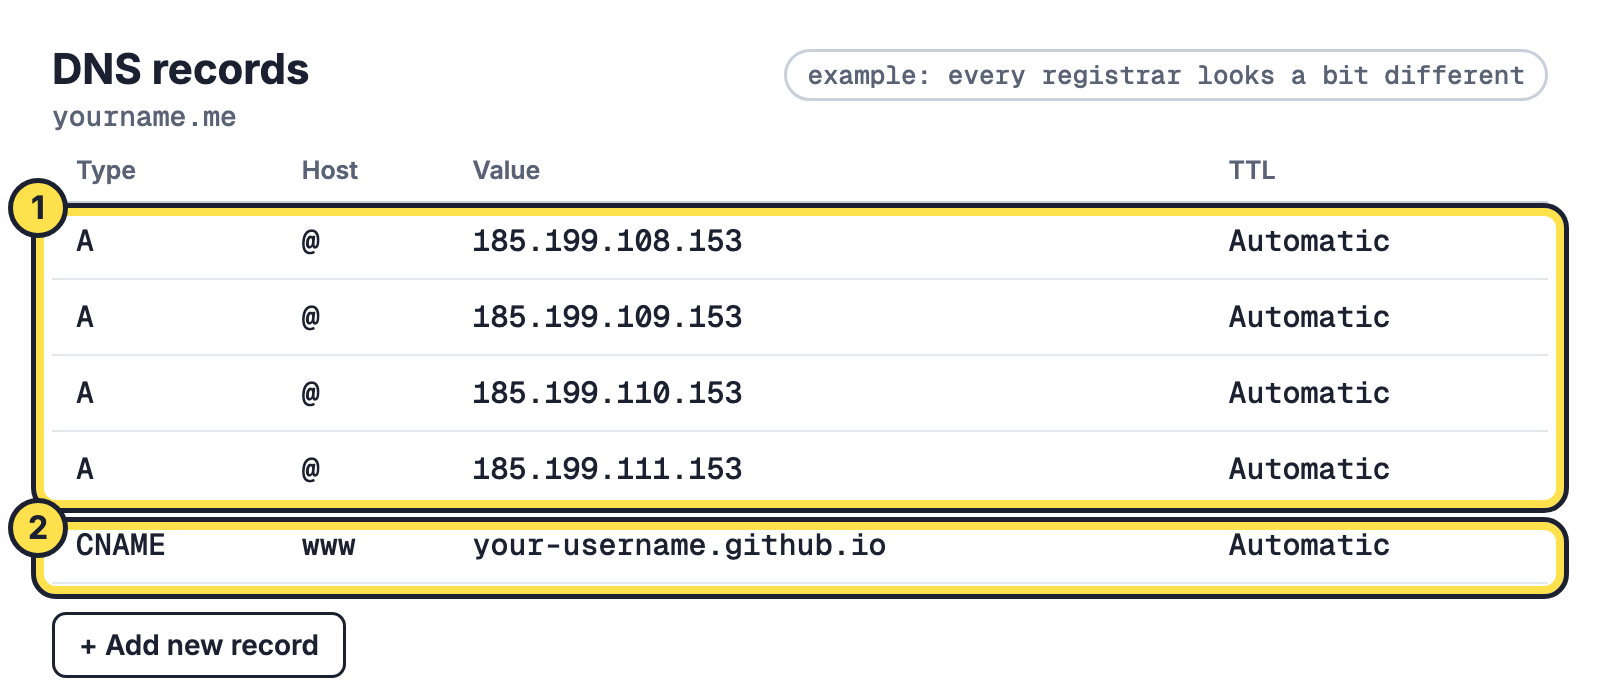 DNS records
example: every registrar looks a bit different
yourname.me
Type Host Value TTL
1
A @ 185.199.108.153 Automatic
A @ 185.199.109.153 Automatic
A @ 185.199.110.153 Automatic
A @ 185.199.111.153 Automatic
2
CNAME www your-username.github.io Automatic
+ Add new record